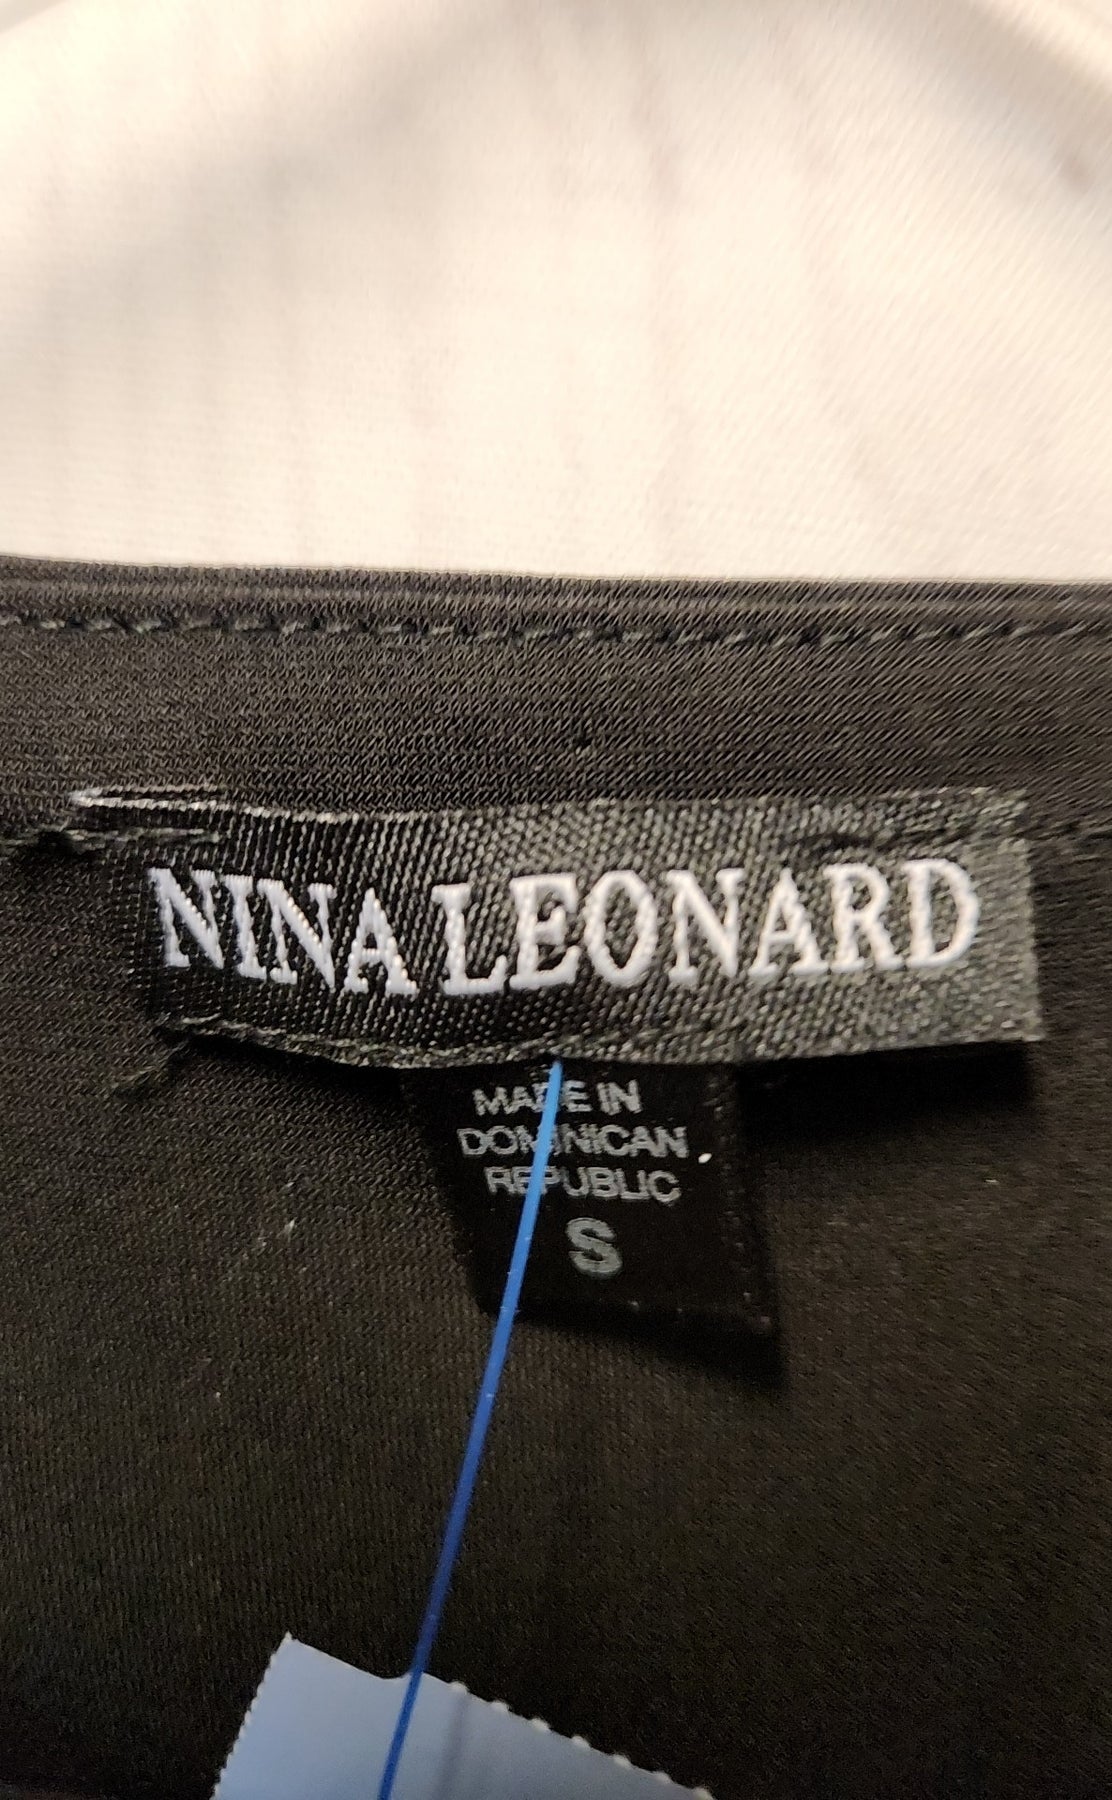 NINA LEONARD
MADE IN
DOMINICAN
REPUBLIC
S